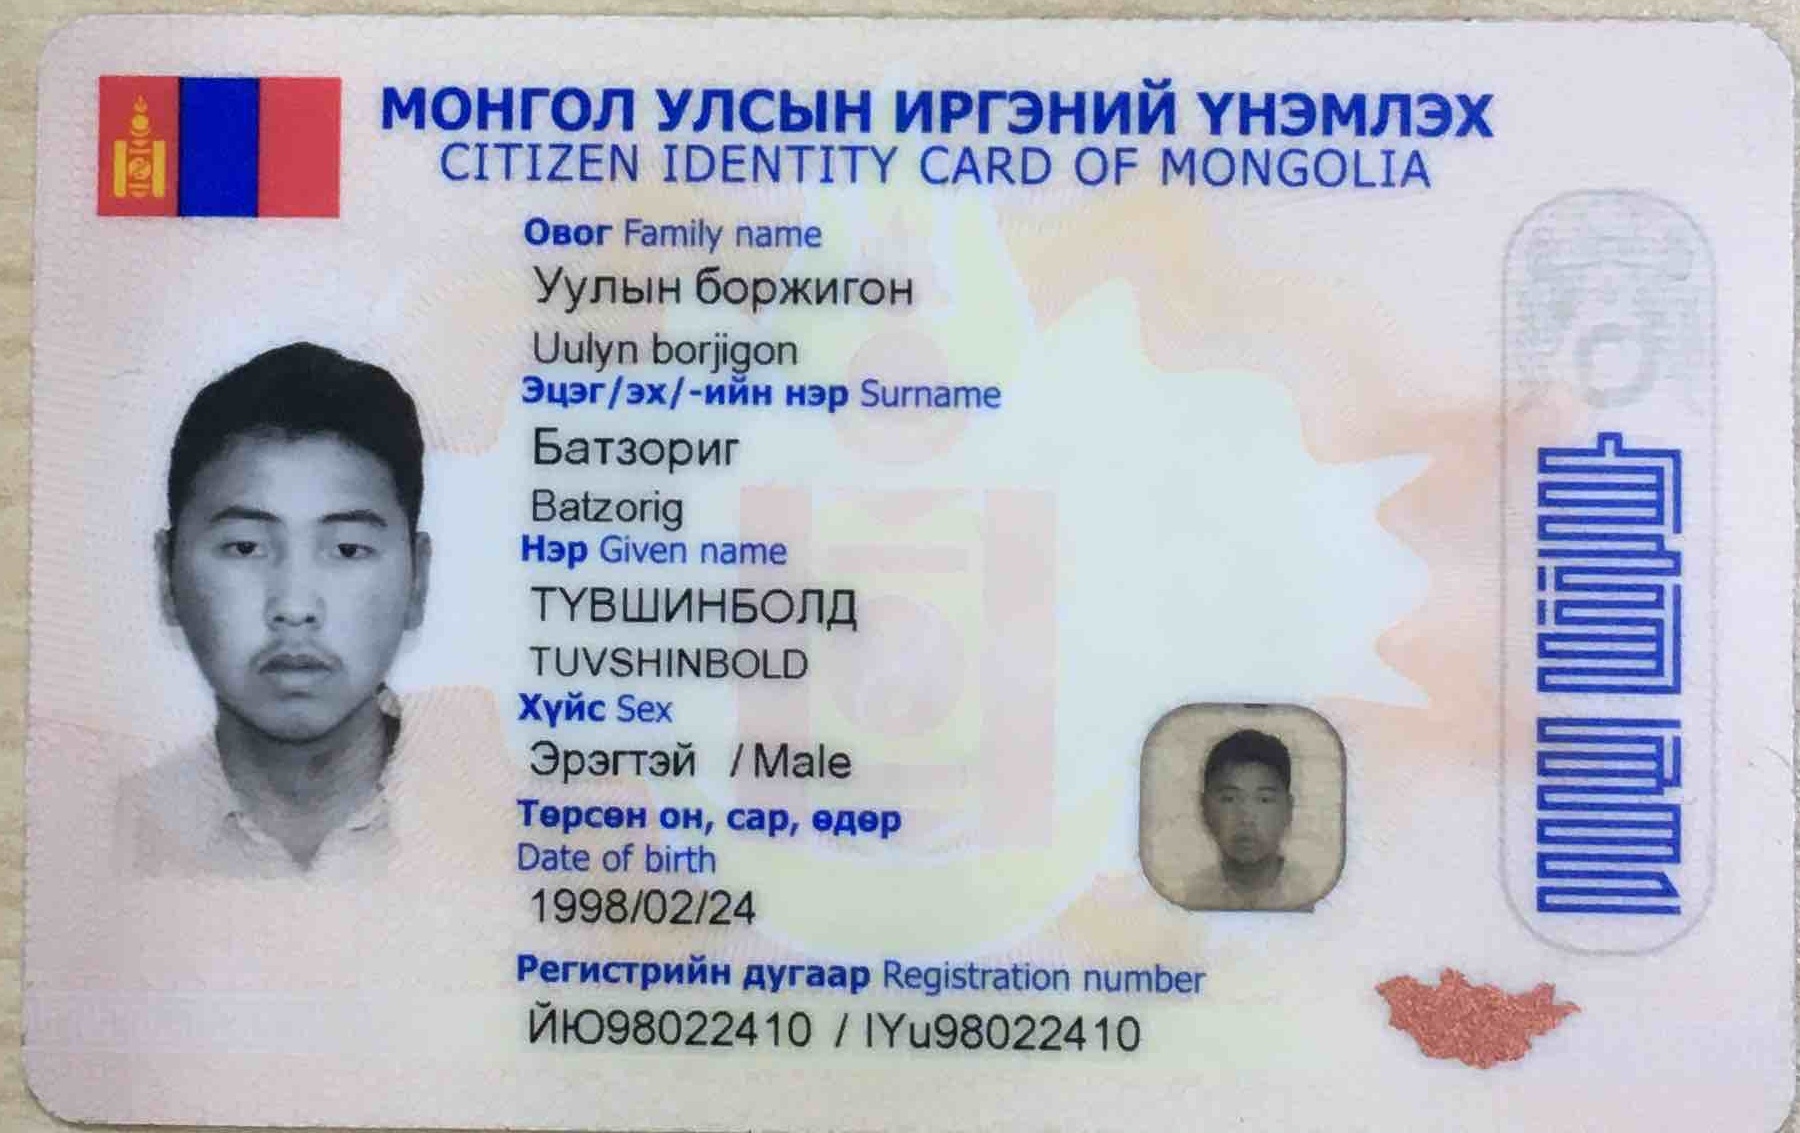 МОНГОЛ УЛСЫН ИРГЭНИЙ ҮНЭМЛЭХ
CITIZEN IDENTITY CARD OF MONGOLIA
Овог Family name
Уулын боржигон
Uulyn borjigon
Эцэг/эх/-ийн нэр Surname
Батзориг
Batzorig
Нэр Given name
ТҮВШИНБОЛД
TUVSHINBOLD
Хүйс Sex
Эрэгтэй / Male
Төрсөн он, сар, өдөр
Date of birth
1998/02/24
Регистрийн дугаар Registration number
ЙЮ98022410 / IYu98022410